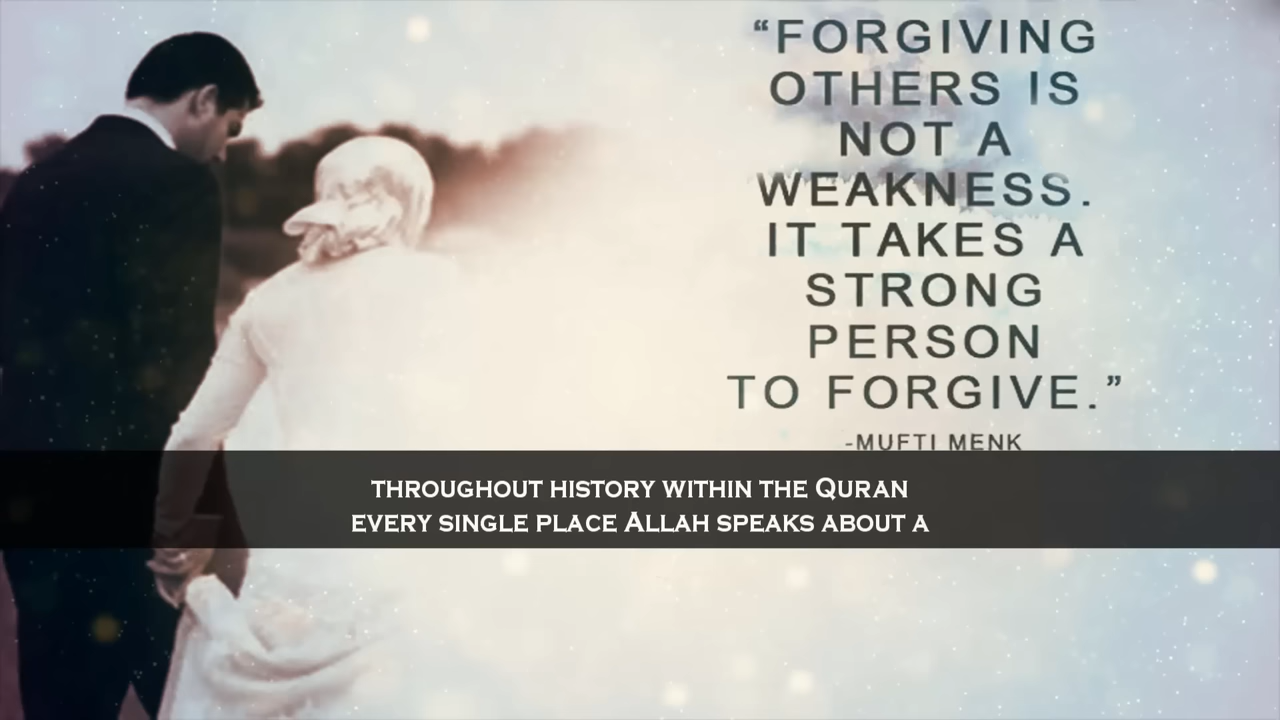 “FORGIVING
OTHERS IS
NOT A
WEAKNESS.
IT TAKES A
STRONG
PERSON
TO FORGIVE.”
-MUFTI MENK
THROUGHOUT HISTORY WITHIN THE QURAN
EVERY SINGLE PLACE ALLAH SPEAKS ABOUT A